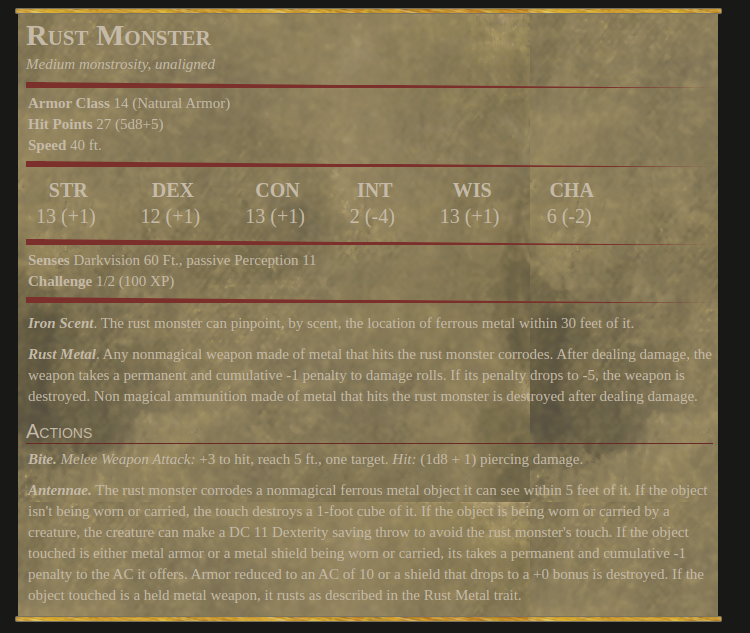 Rust Monster
Medium monstrosity, unaligned
Armor Class 14 (Natural Armor)
Hit Points 27 (5d8+5)
Speed 40 ft.
STR DEX CON INT WIS CHA
13 (+1) 12 (+1) 13 (+1) 2 (-4) 13 (+1) 6 (-2)
Senses Darkvision 60 Ft., passive Perception 11
Challenge 1/2 (100 XP)
Iron Scent. The rust monster can pinpoint, by scent, the location of ferrous metal within 30 feet of it.
Rust Metal. Any nonmagical weapon made of metal that hits the rust monster corrodes. After dealing damage, the
weapon takes a permanent and cumulative -1 penalty to damage rolls. If its penalty drops to -5, the weapon is
destroyed. Non magical ammunition made of metal that hits the rust monster is destroyed after dealing damage.
Actions
Bite. Melee Weapon Attack: +3 to hit, reach 5 ft., one target. Hit: (1d8 + 1) piercing damage.
Antennae. The rust monster corrodes a nonmagical ferrous metal object it can see within 5 feet of it. If the object
isn't being worn or carried, the touch destroys a 1-foot cube of it. If the object is being worn or carried by a
creature, the creature can make a DC 11 Dexterity saving throw to avoid the rust monster's touch. If the object
touched is either metal armor or a metal shield being worn or carried, its takes a permanent and cumulative -1
penalty to the AC it offers. Armor reduced to an AC of 10 or a shield that drops to a +0 bonus is destroyed. If the
object touched is a held metal weapon, it rusts as described in the Rust Metal trait.